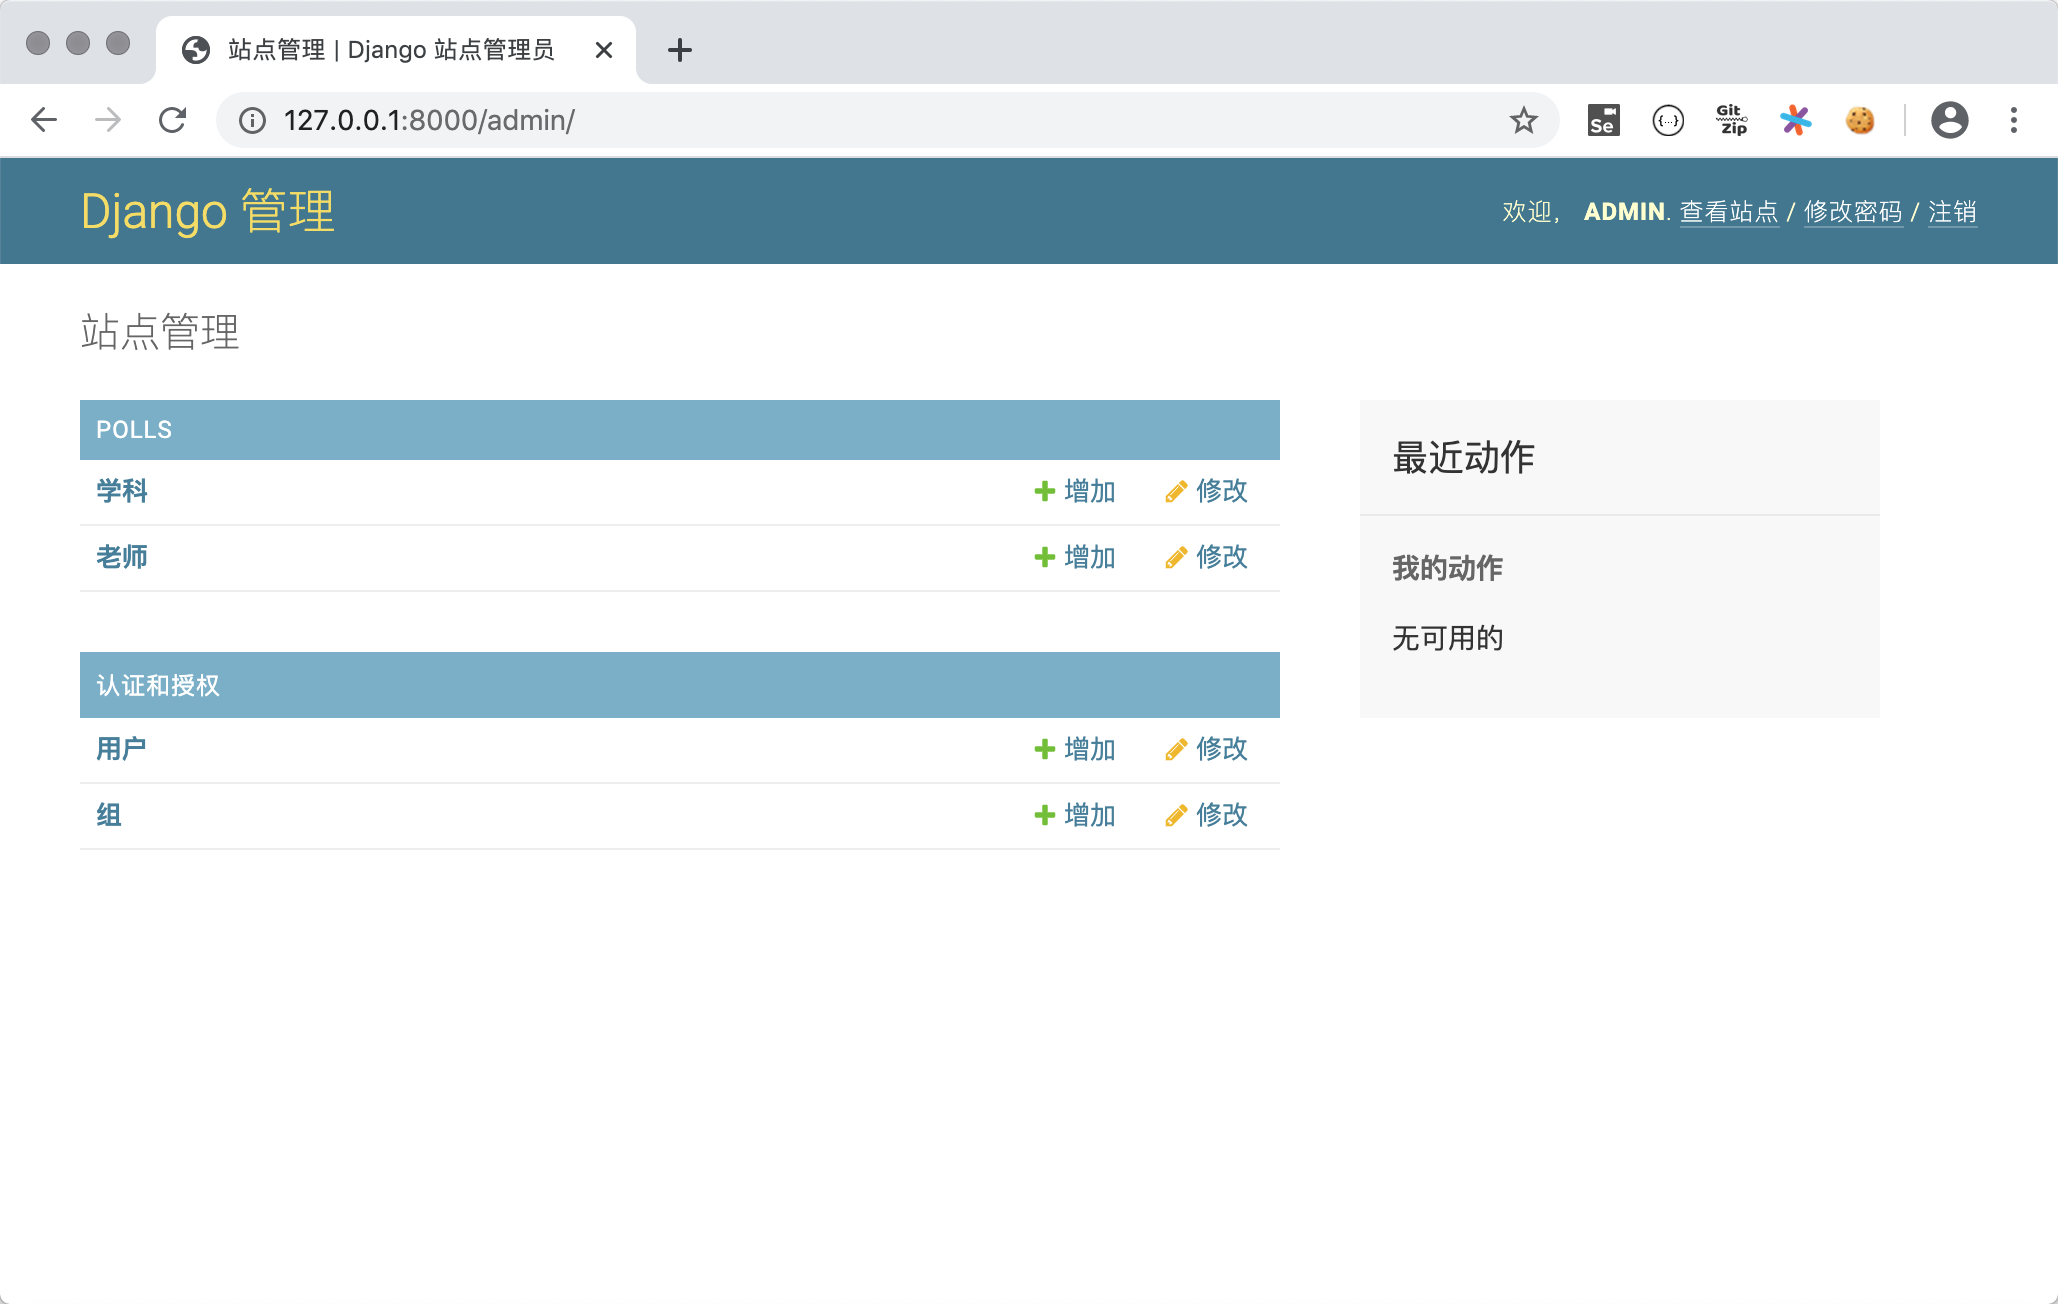 站点管理 | Django 站点管理员
127.0.0.1:8000/admin/
Se
{...}
Git
Zip
Django 管理
欢迎， ADMIN. 查看站点 / 修改密码 / 注销
站点管理
POLLS
学科 增加 修改
老师 增加 修改
认证和授权
用户 增加 修改
组 增加 修改
最近动作
我的动作
无可用的